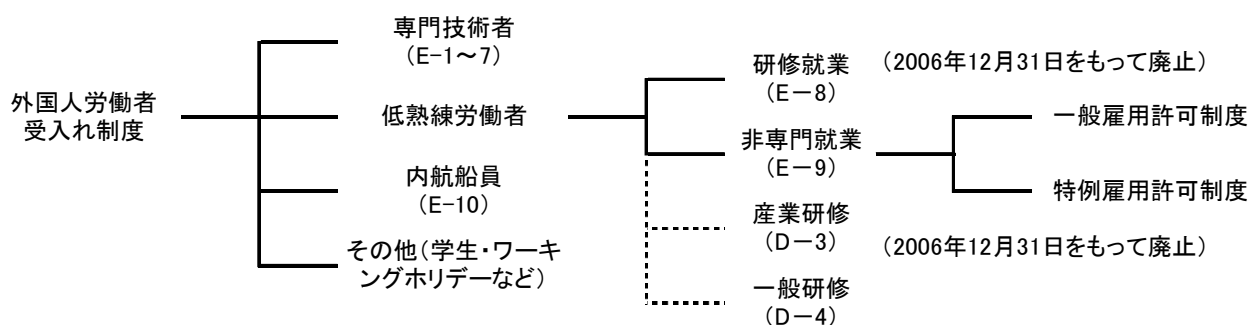 外国人労働者
受入れ制度
専門技術者
（E-1～7）
低熟練労働者
内航船員
（E-10）
その他（学生・ワーキ
ングホリデーなど）
研修就業
（E－8）
（2006年12月31日をもって廃止）
非専門就業
（E－9）
産業研修
（D－3）
（2006年12月31日をもって廃止）
一般研修
（D－4）
一般雇用許可制度
特例雇用許可制度